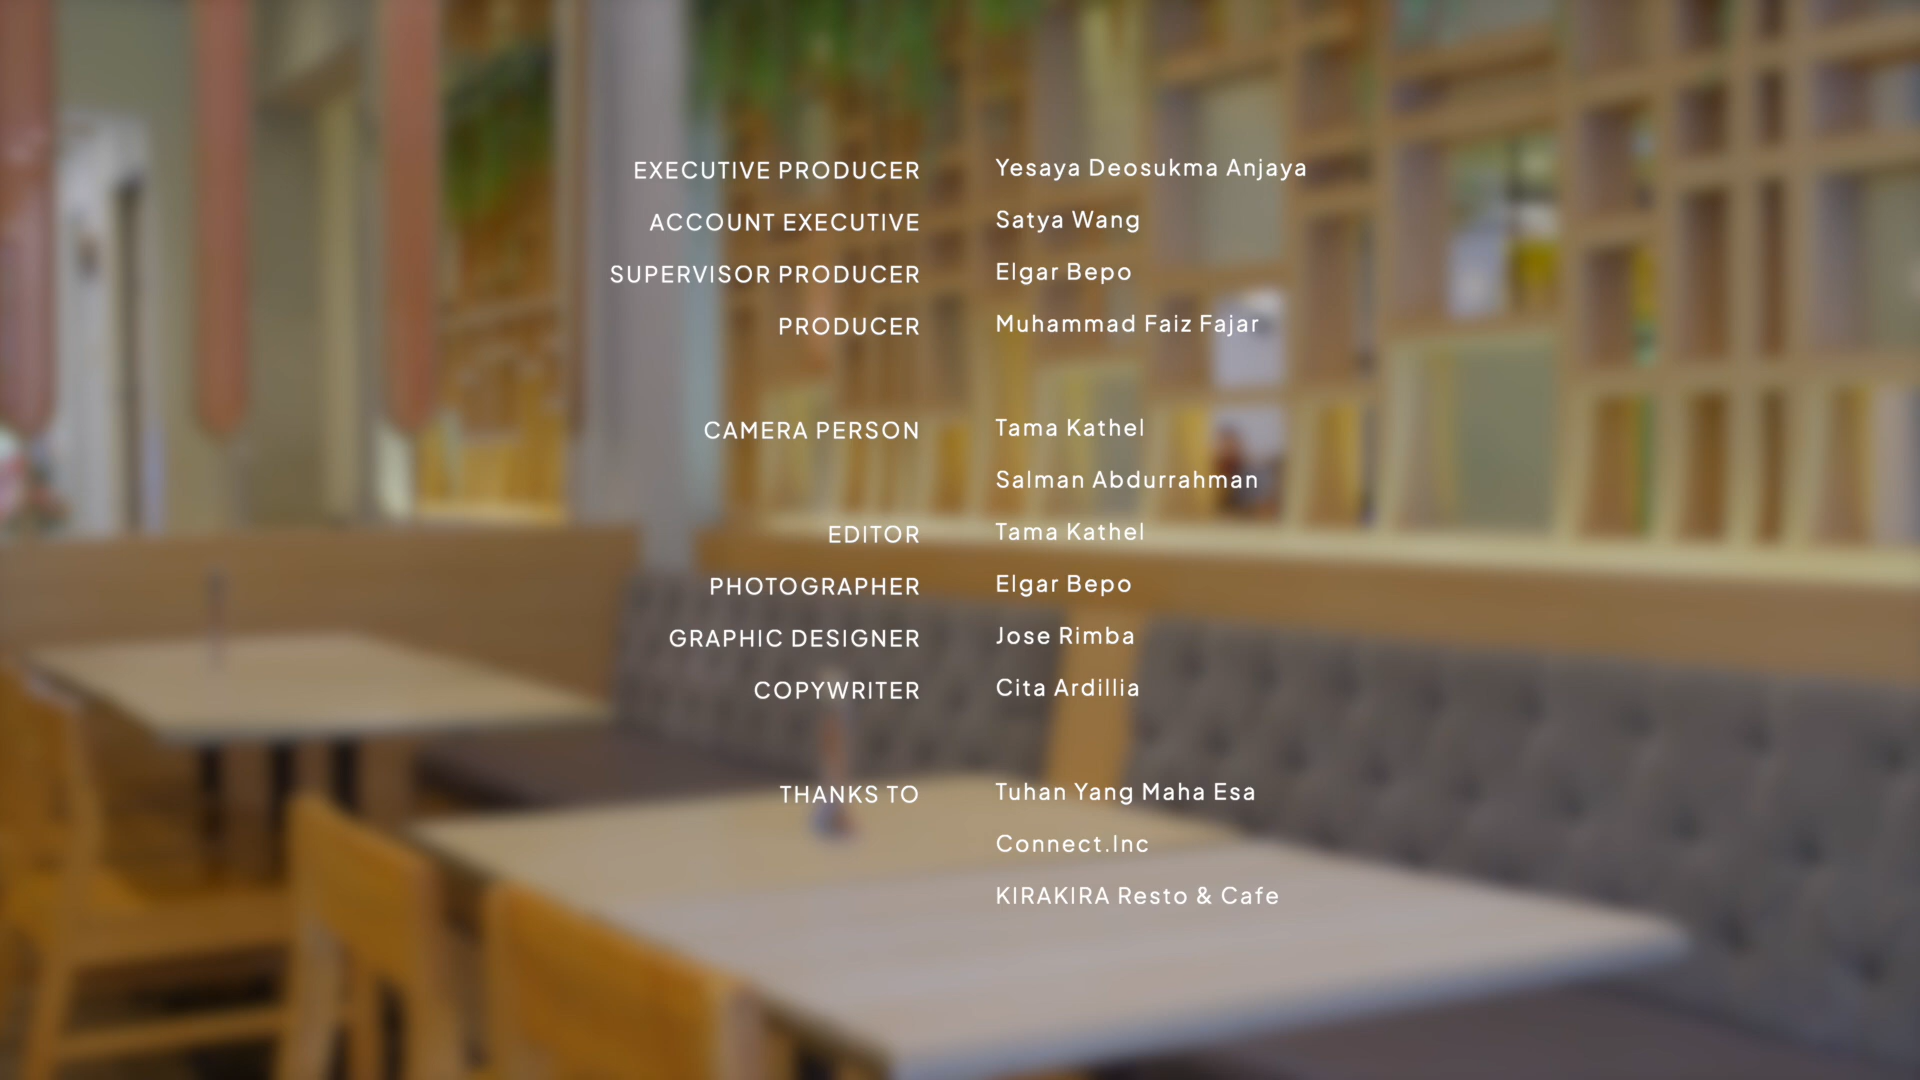 EXECUTIVE PRODUCER Yesaya Deosukma Anjaya
ACCOUNT EXECUTIVE Satya Wang
SUPERVISOR PRODUCER Elgar Bepo
PRODUCER Muhammad Faiz Fajar
CAMERA PERSON Tama Kathel
Salman Abdurrahman
EDITOR Tama Kathel
PHOTOGRAPHER Elgar Bepo
GRAPHIC DESIGNER Jose Rimba
COPYWRITER Cita Ardillia
THANKS TO Tuhan Yang Maha Esa
Connect.Inc
KIRAKIRA Resto & Cafe